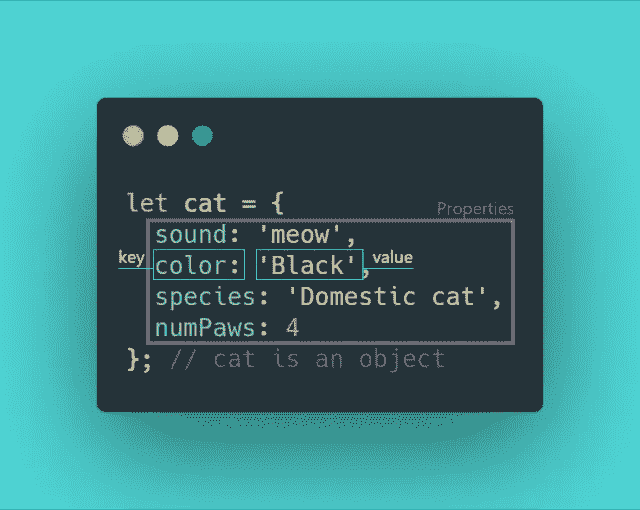 let cat = {
Properties
sound: 'meow',
key color: 'Black', value
species: 'Domestic cat',
numPaws: 4
}; // cat is an object